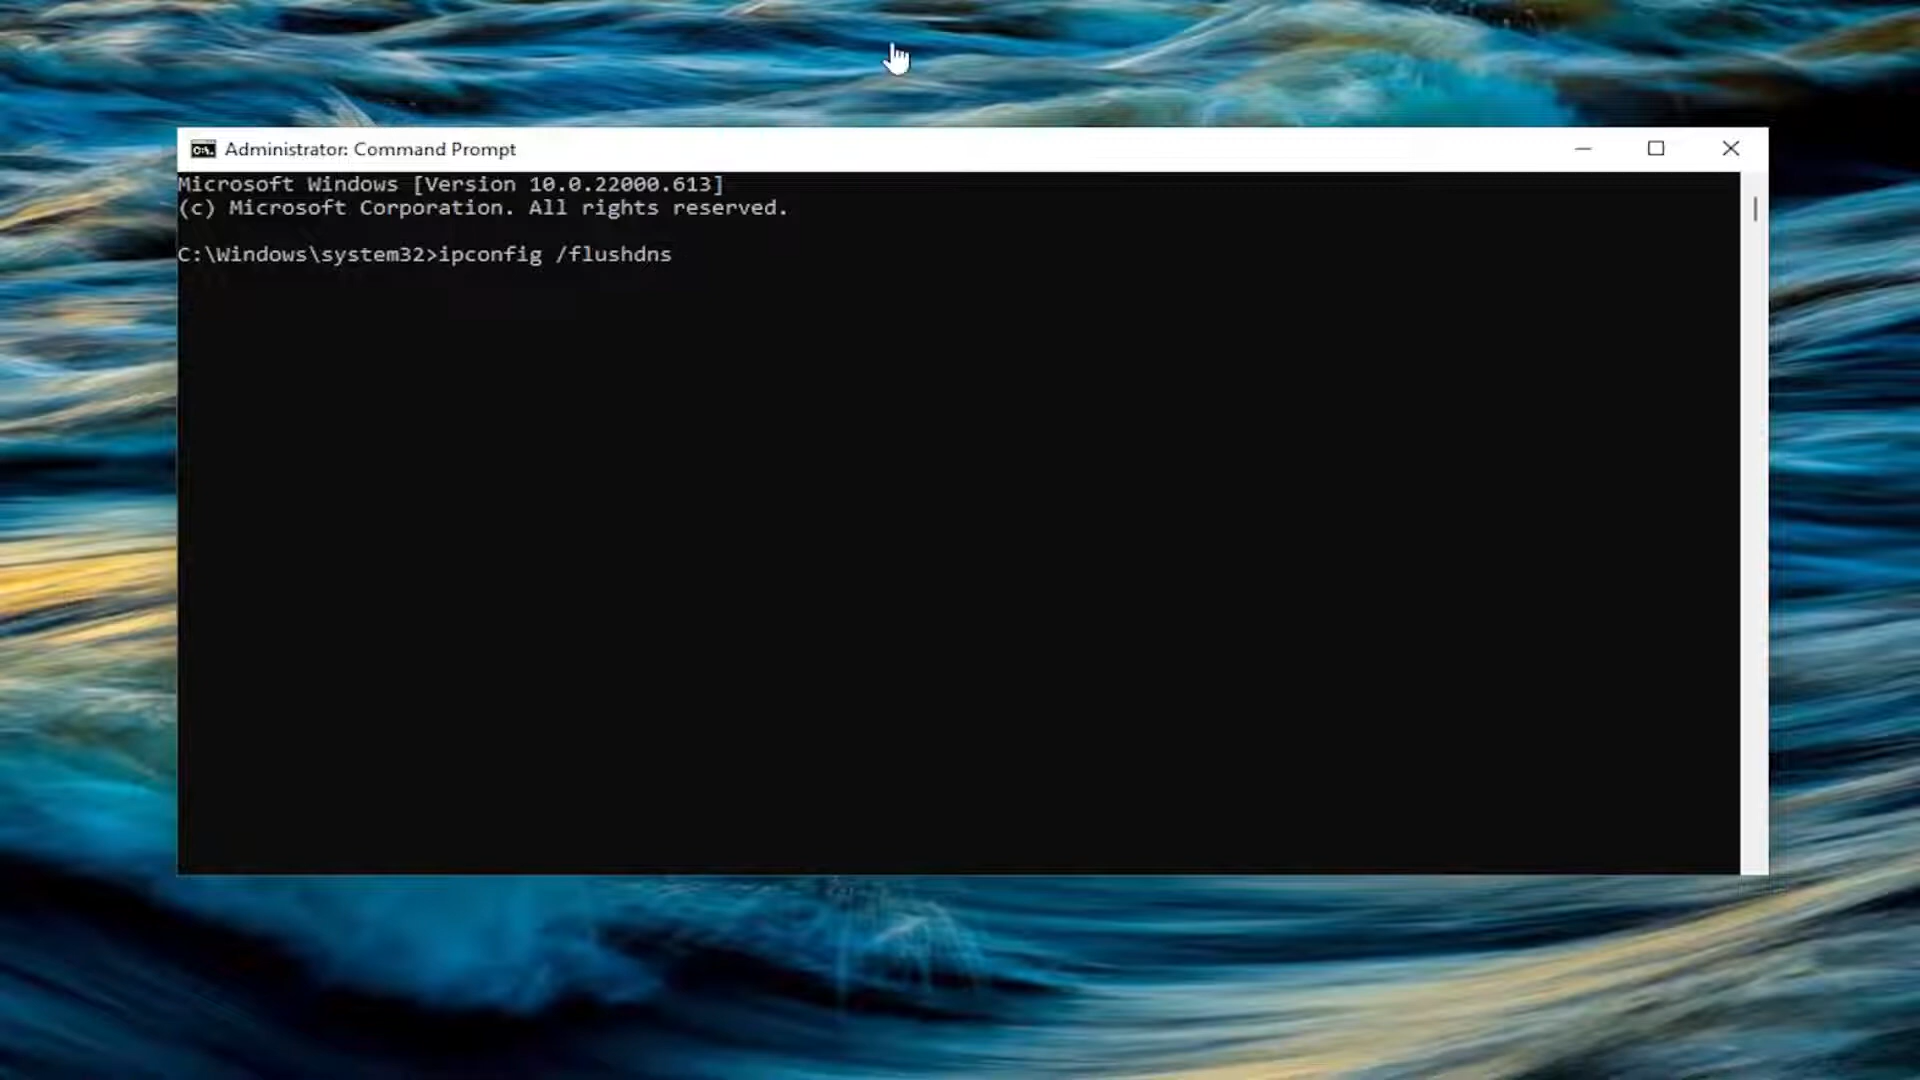 Administrator: Command Prompt
Microsoft Windows [Version 10.0.22000.613]
(c) Microsoft Corporation. All rights reserved.
C:\Windows\system32>ipconfig /flushdns